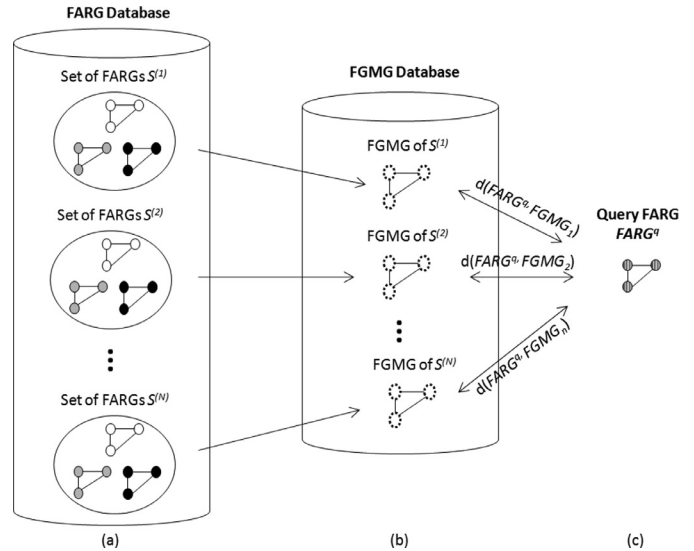 FARG Database
Set of FARGs S(1)
Set of FARGs S(2)
Set of FARGs S(N)
(a)
FGMG Database
FGMG of S(1)
FGMG of S(2)
FGMG of S(N)
(b)
d(FARGq, FGMG1)
d(FARGq, FGMG2)
d(FARGq, FGMGn)
Query FARG
FARGq
(c)